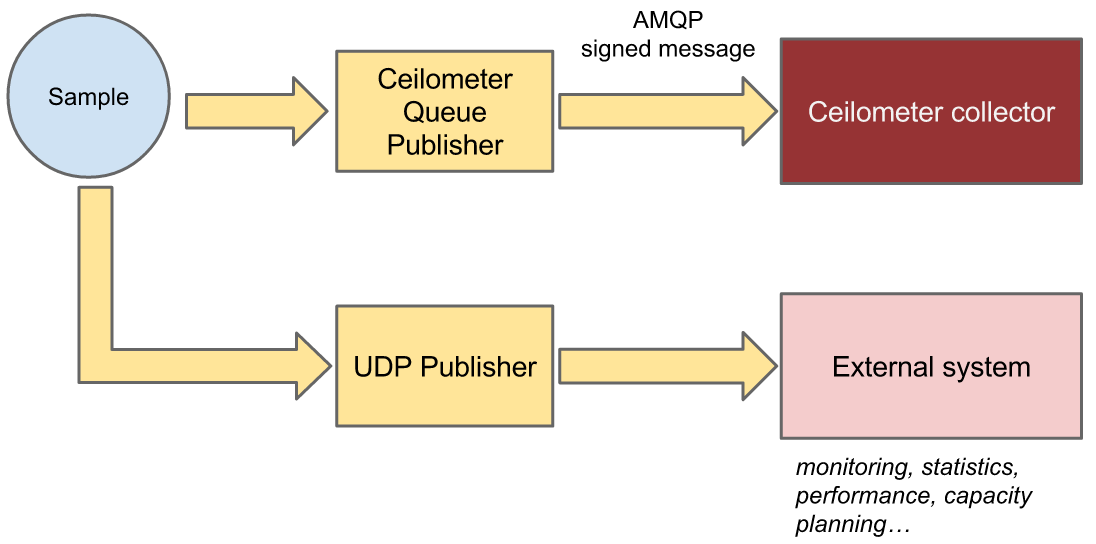 AMQP
signed message
Sample
Ceilometer
Queue
Publisher
Ceilometer collector
UDP Publisher
External system
monitoring, statistics,
performance, capacity
planning…